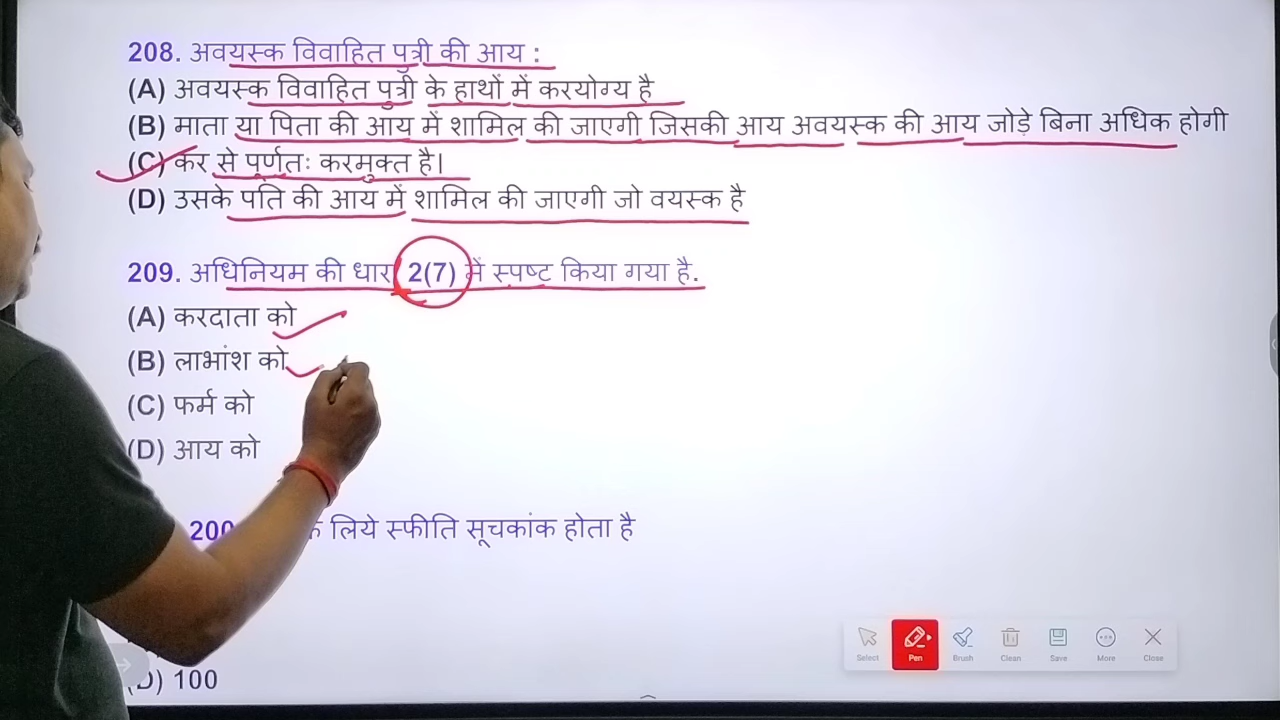 208. अवयस्क विवाहित पुत्री की आय :
(A) अवयस्क विवाहित पुत्री के हाथों में करयोग्य है
(B) माता या पिता की आय में शामिल की जाएगी जिसकी आय अवयस्क की आय जोड़े बिना अधिक होगी
(C) कर से पूर्णतः करमुक्त है।
(D) उसके पति की आय में शामिल की जाएगी जो वयस्क है
209. अधिनियम की धारा 2(7) में स्पष्ट किया गया है.
(A) करदाता को
(B) लाभांश को
(C) फर्म को
(D) आय को
लिये स्फीति सूचकांक होता है
(D) 100
Select Pen Brush Clean Save More Close